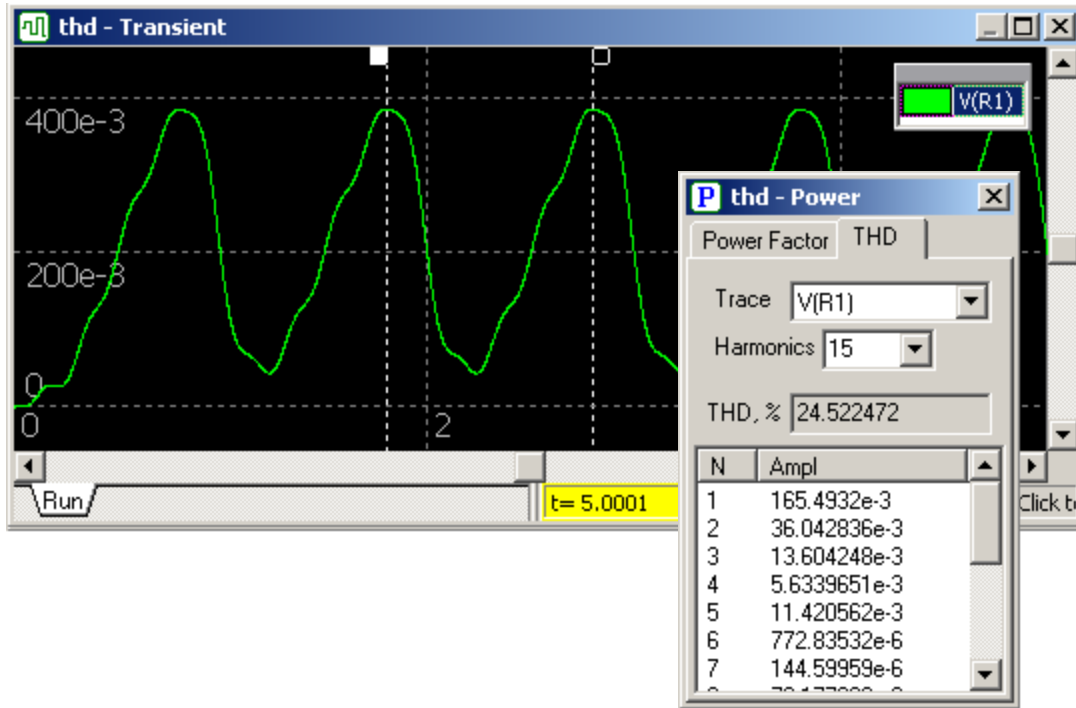 thd - Transient
V(R1)
400e-3
200e-3
0
0
2
Run
t= 5.0001
Click to
P thd - Power
Power Factor THD
Trace V(R1)
Harmonics 15
THD, % 24.522472
N Ampl
1 165.4932e-3
2 36.042836e-3
3 13.604248e-3
4 5.6339651e-3
5 11.420562e-3
6 772.83532e-6
7 144.59959e-6